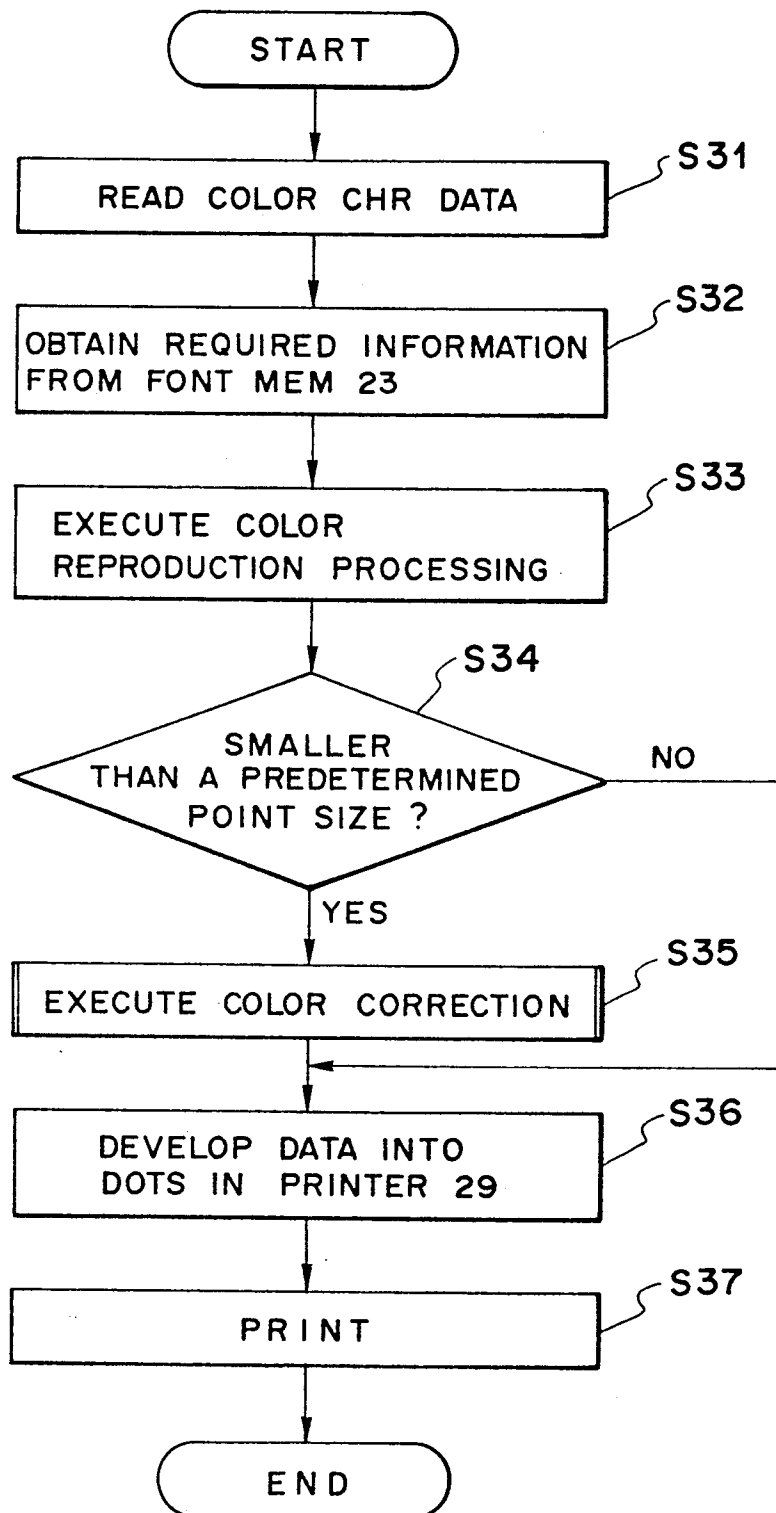 START
S31
READ COLOR CHR DATA
S32
OBTAIN REQUIRED INFORMATION
FROM FONT MEM 23
S33
EXECUTE COLOR
REPRODUCTION PROCESSING
S34
SMALLER
THAN A PREDETERMINED
POINT SIZE ?
NO
YES
S35
EXECUTE COLOR CORRECTION
S36
DEVELOP DATA INTO
DOTS IN PRINTER 29
S37
PRINT
END